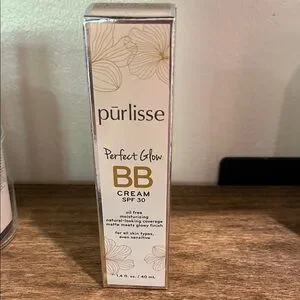 pūrlisse
Perfect Glow
BB
CREAM
SPF 30
oil free
moisturizing
natural-looking coverage
matte meets glowy finish
for all skin types,
even sensitive
1.4 fl. oz. / 40 mL